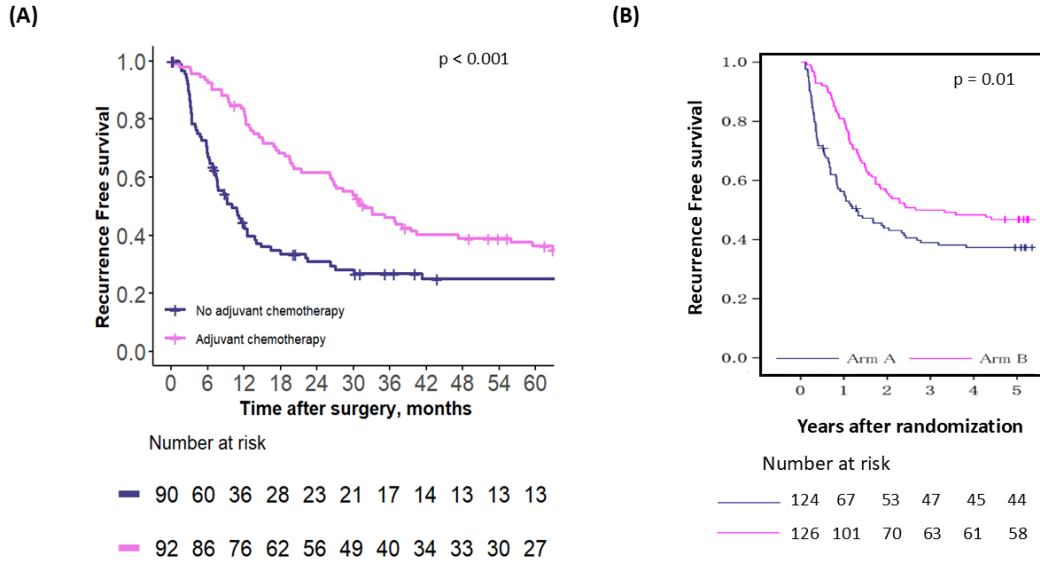 (A)
p < 0.001
Recurrence Free survival
1.0
0.8
0.6
0.4
0.2
0.0
No adjuvant chemotherapy
Adjuvant chemotherapy
0 6 12 18 24 30 36 42 48 54 60
Time after surgery, months
Number at risk
90 60 36 28 23 21 17 14 13 13 13
92 86 76 62 56 49 40 34 33 30 27
(B)
p = 0.01
Recurrence Free survival
1.0
0.8
0.6
0.4
0.2
0.0
Arm A Arm B
0 1 2 3 4 5
Years after randomization
Number at risk
124 67 53 47 45 44
126 101 70 63 61 58